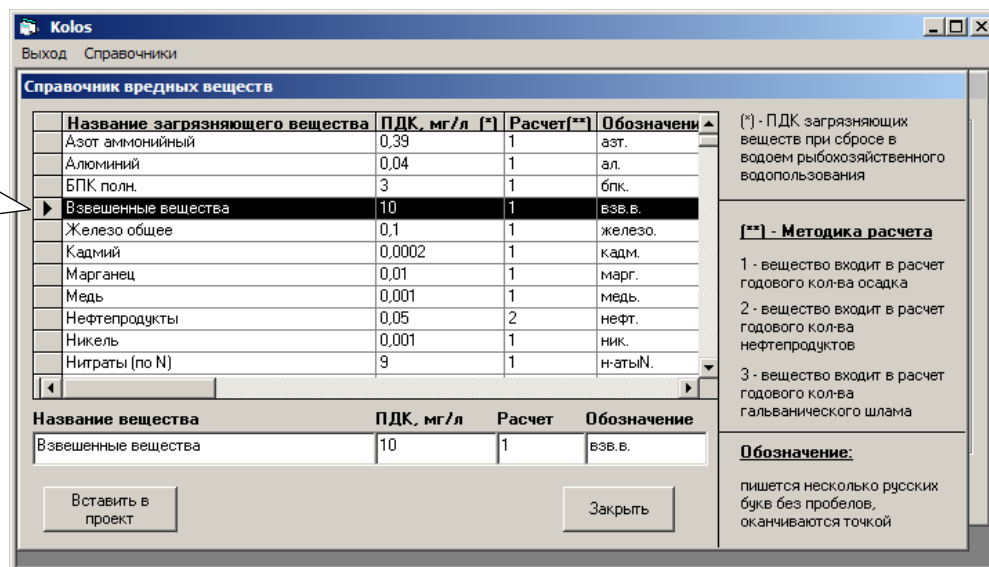 Kolos
Выход Справочники
Справочник вредных веществ
Название загрязняющего вещества ПДК, мг/л (*) Расчет(**) Обозначени
Азот аммонийный 0,39 1 азт.
Алюминий 0,04 1 ал.
БПК полн. 3 1 бпк.
Взвешенные вещества 10 1 взв.в.
Железо общее 0,1 1 железо.
Кадмий 0,0002 1 кадм.
Марганец 0,01 1 марг.
Медь 0,001 1 медь.
Нефтепродукты 0,05 2 нефт.
Никель 0,001 1 ник.
Нитраты (по N) 9 1 н-атыN.
Название вещества ПДК, мг/л Расчет Обозначение
Взвешенные вещества 10 1 взв.в.
Вставить в
проект
Закрыть
(*) - ПДК загрязняющих
веществ при сбросе в
водоем рыбохозяйственного
водопользования
(**) - Методика расчета
1 - вещество входит в расчет
годового кол-ва осадка
2 - вещество входит в расчет
годового кол-ва
нефтепродуктов
3 - вещество входит в расчет
годового кол-ва
гальванического шлама
Обозначение:
пишется несколько русских
букв без пробелов,
оканчиваются точкой